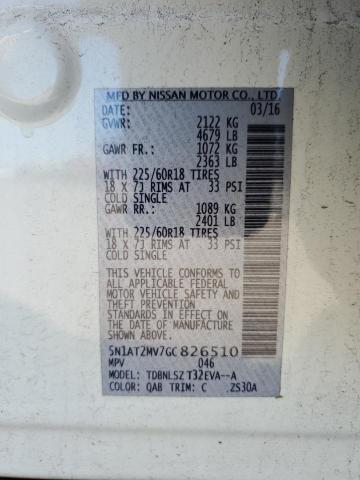 MFD BY NISSAN MOTOR CO., LTD.
DATE: 03/16
GVWR: 2122 KG
4679 LB
GAWR FR.: 1072 KG
2363 LB
WITH 225/60R18 TIRES
18 X 7J RIMS AT 33 PSI
COLD SINGLE
GAWR RR.: 1089 KG
2401 LB
WITH 225/60R18 TIRES
18 X 7J RIMS AT 33 PSI
COLD SINGLE
THIS VEHICLE CONFORMS TO
ALL APPLICABLE FEDERAL
MOTOR VEHICLE SAFETY AND
THEFT PREVENTION
STANDARDS IN EFFECT ON
THE DATE OF MANUFACTURE
SHOWN ABOVE.
5N1AT2MV7GC826510
MPV 046
MODEL: TDBNLSZ T32EVA--A
COLOR: QAB TRIM: C ZS30A